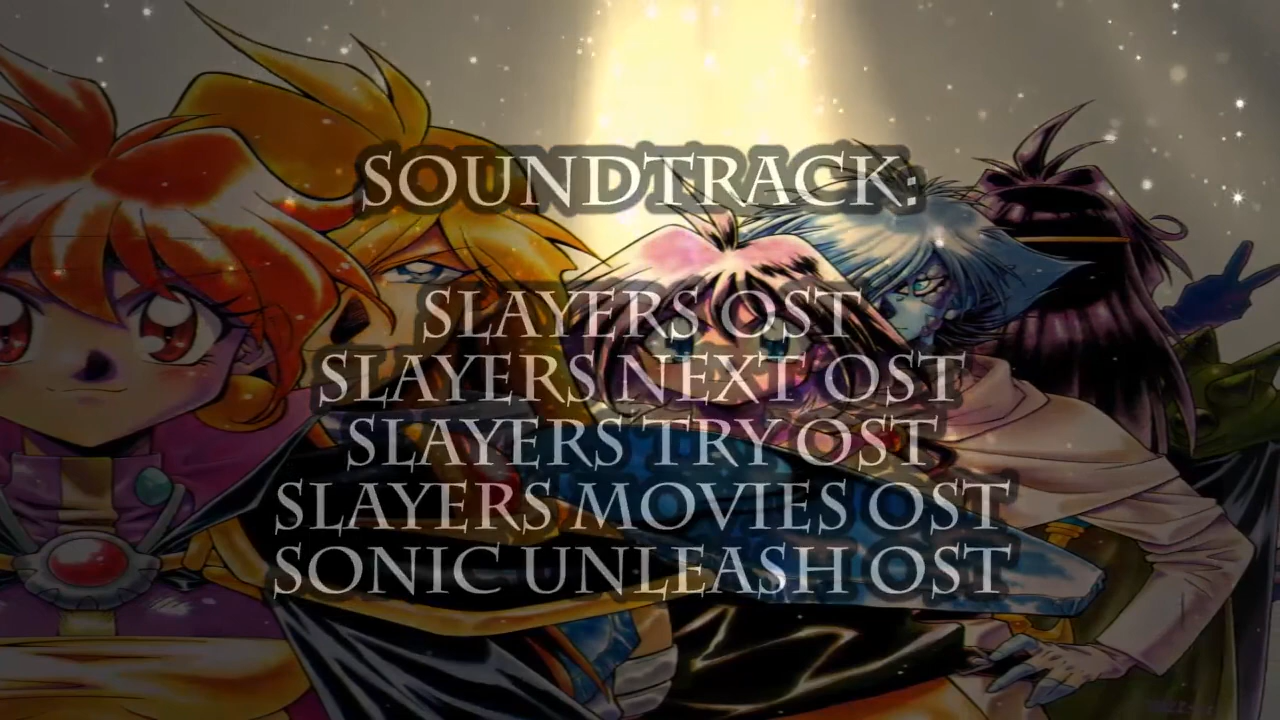 SOUNDTRACK:
SLAYERS OST
SLAYERS NEXT OST
SLAYERS TRY OST
SLAYERS MOVIES OST
SONIC UNLEASH OST